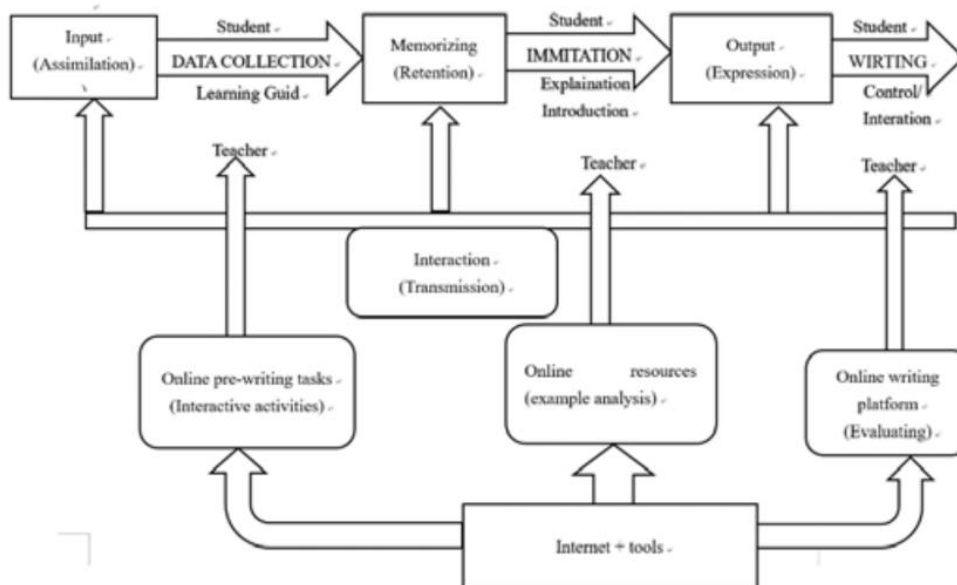 Input
(Assimilation)
Student
DATA COLLECTION
Learning Guid
Memorizing
(Retention)
Student
IMMITATION
Explaination
Introduction
Output
(Expression)
Student
WIRTING
Control/
Interation
Teacher
Teacher
Teacher
Interaction
(Transmission)
Online pre-writing tasks
(Interactive activities)
Online resources
(example analysis)
Online writing
platform
(Evaluating)
Internet + tools